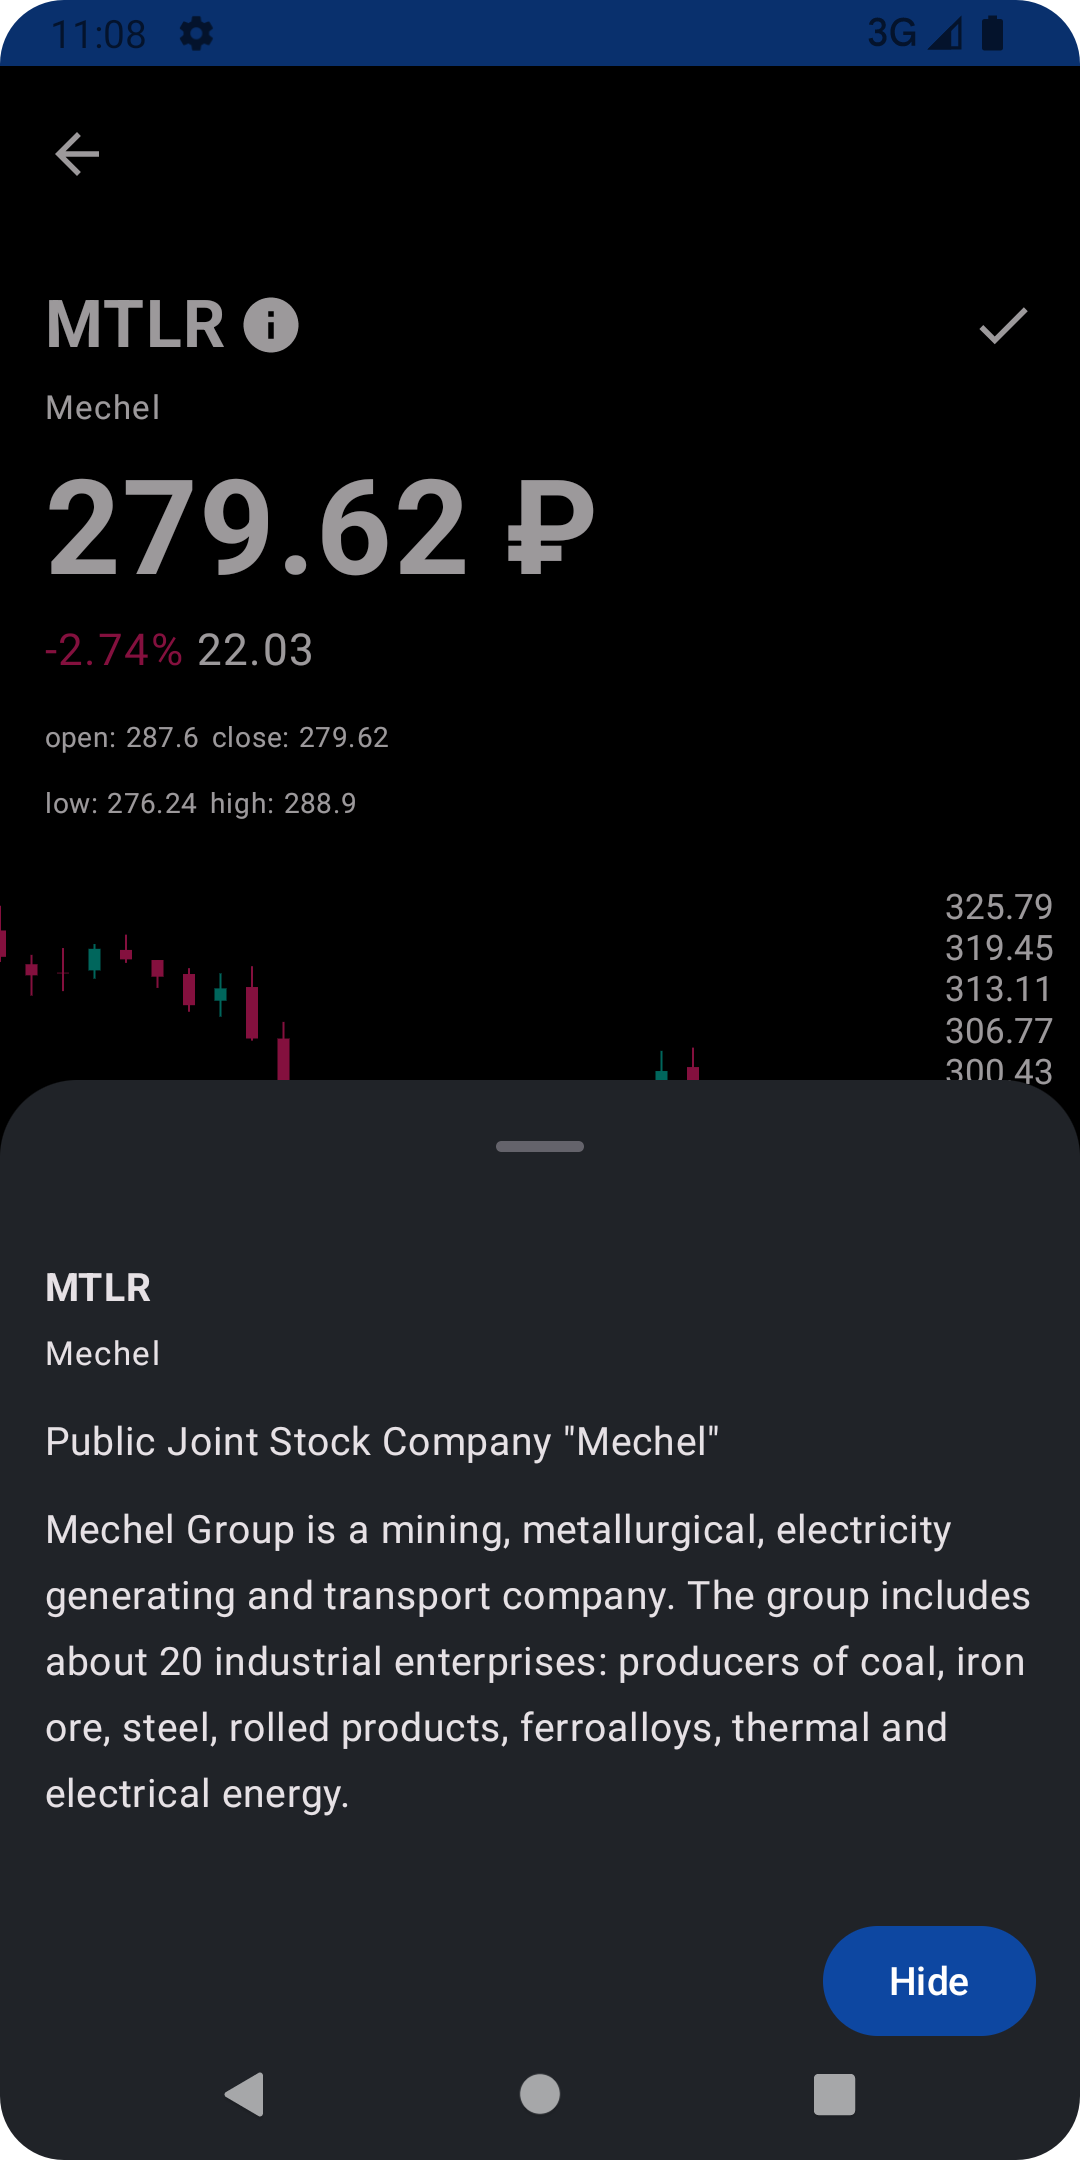 11:08 3G
MTLR
Mechel
279.62 ₽
-2.74% 22.03
open: 287.6 close: 279.62
low: 276.24 high: 288.9
325.79
319.45
313.11
306.77
300.43
MTLR
Mechel
Public Joint Stock Company "Mechel"
Mechel Group is a mining, metallurgical, electricity
generating and transport company. The group includes
about 20 industrial enterprises: producers of coal, iron
ore, steel, rolled products, ferroalloys, thermal and
electrical energy.
Hide